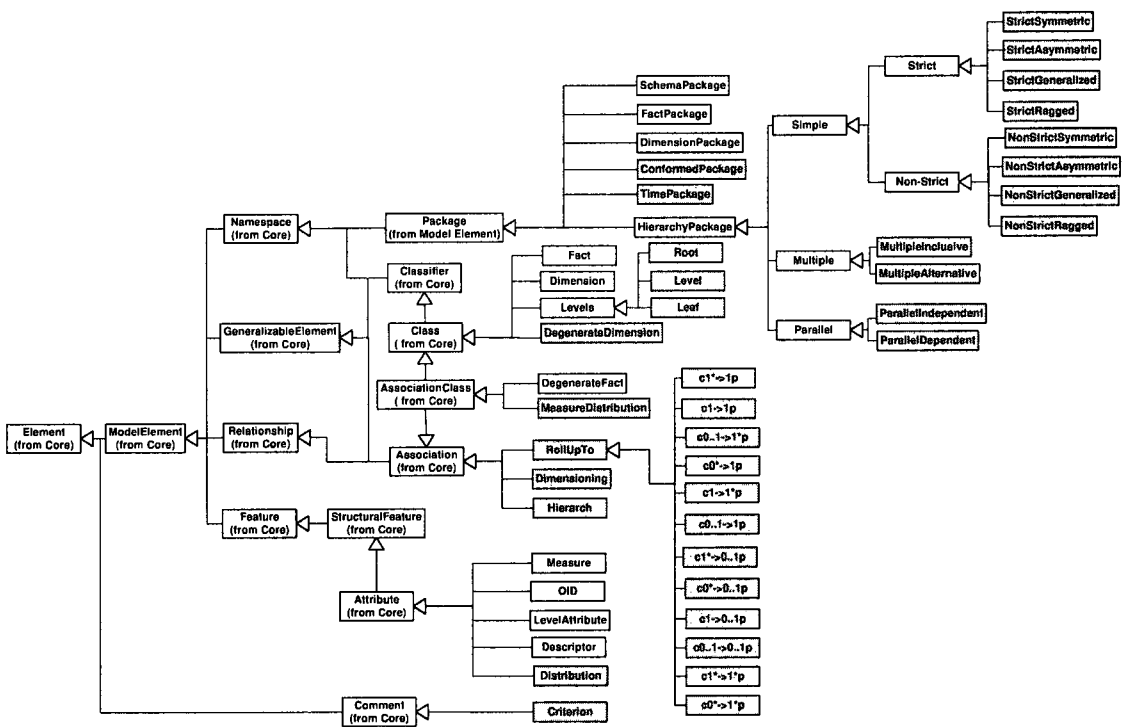 StrictSymmetric
StrictAsymmetric
StrictGeneralized
StrictRagged
Strict
Simple
NonStrictSymmetric
NonStrictAsymmetric
NonStrictGeneralized
NonStrictRagged
Non-Strict
SchemaPackage
FactPackage
DimensionPackage
ConformedPackage
TimePackage
HierarchyPackage
Multiple
MultipleInclusive
MultipleAlternative
Parallel
ParallelIndependent
ParallelDependent
Namespace
(from Core)
Package
(from Model Element)
Classifier
(from Core)
Fact
Dimension
Levels
DegenerateDimension
Root
Level
Leaf
GeneralizableElement
(from Core)
Class
( from Core)
AssociationClass
( from Core)
DegenerateFact
MeasureDistribution
Element
(from Core)
ModelElement
(from Core)
Relationship
(from Core)
Association
(from Core)
RollUpTo
Dimensioning
Hierarch
c1*->1p
c1->1p
c0..1->1*p
c0*->1p
c1->1*p
c0..1->1p
c1*->0..1p
c0*->0..1p
c1->0..1p
c0..1->0..1p
c1*->1*p
c0*->1*p
Feature
(from Core)
StructuralFeature
(from Core)
Attribute
(from Core)
Measure
OID
LevelAttribute
Descriptor
Distribution
Comment
(from Core)
Criterion